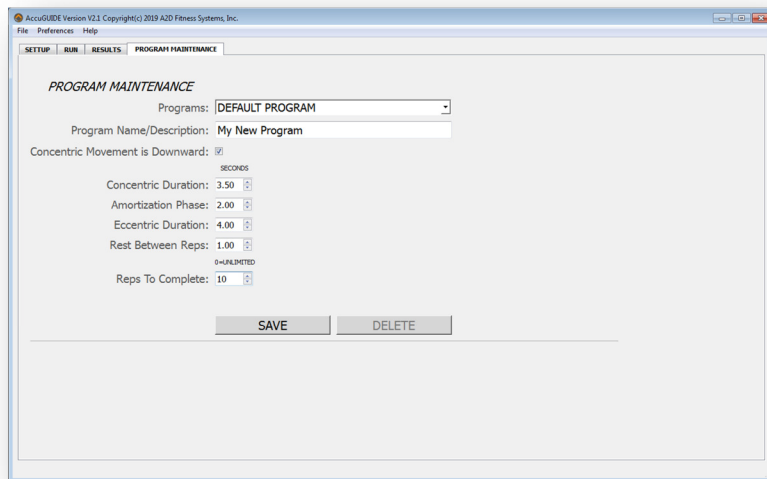 AccuGUIDE Version V2.1 Copyright(c) 2019 A2D Fitness Systems, Inc.
File Preferences Help
SETTUP RUN RESULTS PROGRAM MAINTENANCE
PROGRAM MAINTENANCE
Programs: DEFAULT PROGRAM
Program Name/Description: My New Program
Concentric Movement is Downward:
SECONDS
Concentric Duration: 3.50
Amortization Phase: 2.00
Eccentric Duration: 4.00
Rest Between Reps: 1.00
0=UNLIMITED
Reps To Complete: 10
SAVE DELETE